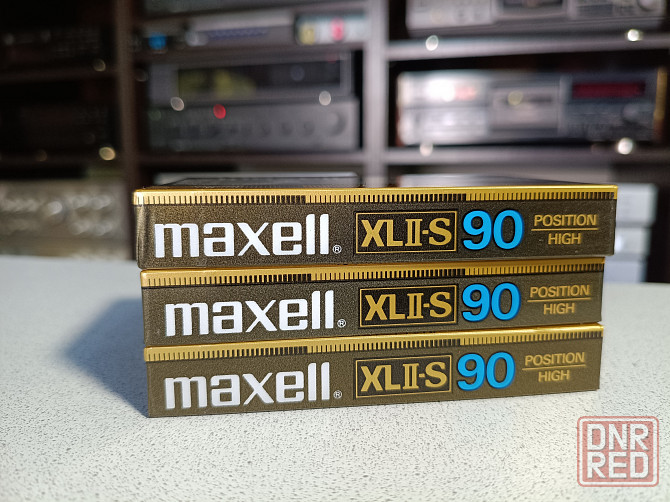 maxell® XLII-S 90 POSITION
HIGH
maxell® XLII-S 90 POSITION
HIGH
maxell® XLII-S 90 POSITION
HIGH
DNR
RED